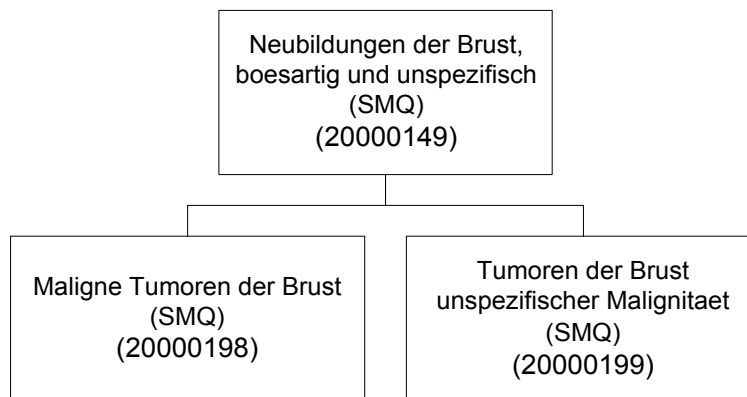 Neubildungen der Brust,
boesartig und unspezifisch
(SMQ)
(20000149)
Maligne Tumoren der Brust
(SMQ)
(20000198)
Tumoren der Brust
unspezifischer Malignitaet
(SMQ)
(20000199)